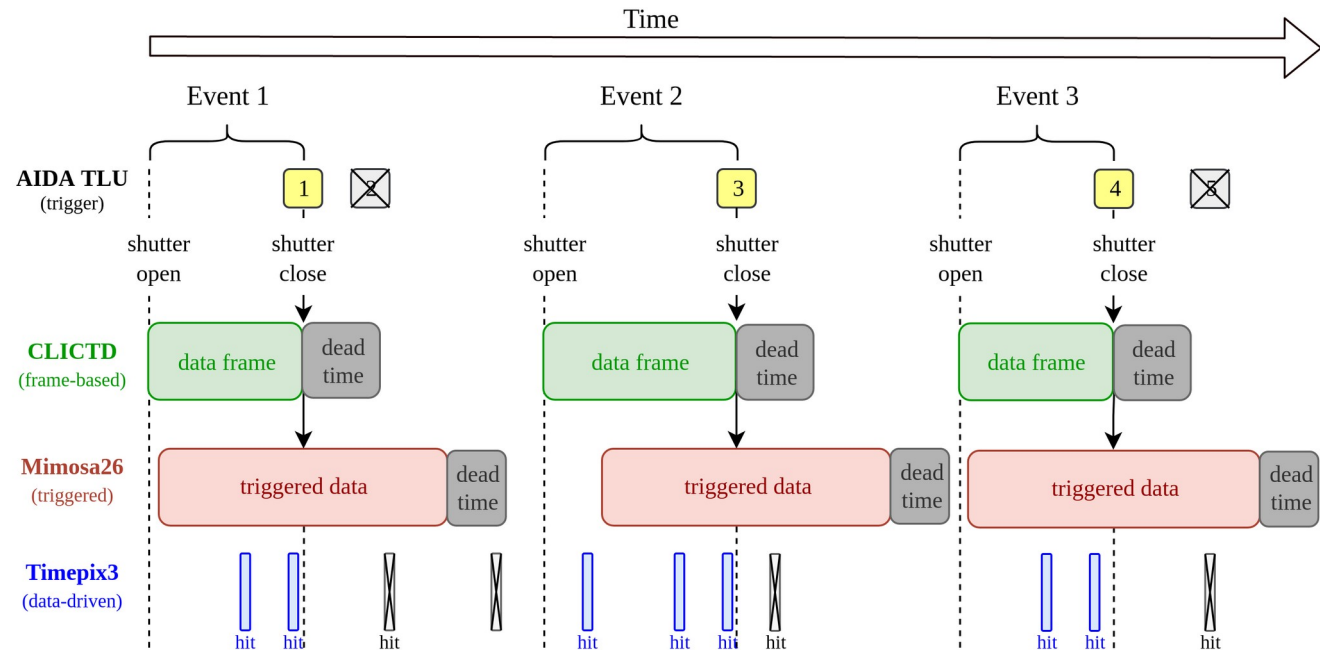 Time
Event 1
Event 2
Event 3
AIDA TLU
(trigger)
1
2
3
4
5
shutter
open
shutter
close
shutter
open
shutter
close
shutter
open
shutter
close
CLICTD
(frame-based)
data frame
dead
time
data frame
dead
time
data frame
dead
time
Mimosa26
(triggered)
triggered data
dead
time
triggered data
dead
time
triggered data
dead
time
Timepix3
(data-driven)
hit
hit
hit
hit
hit
hit
hit
hit
hit
hit